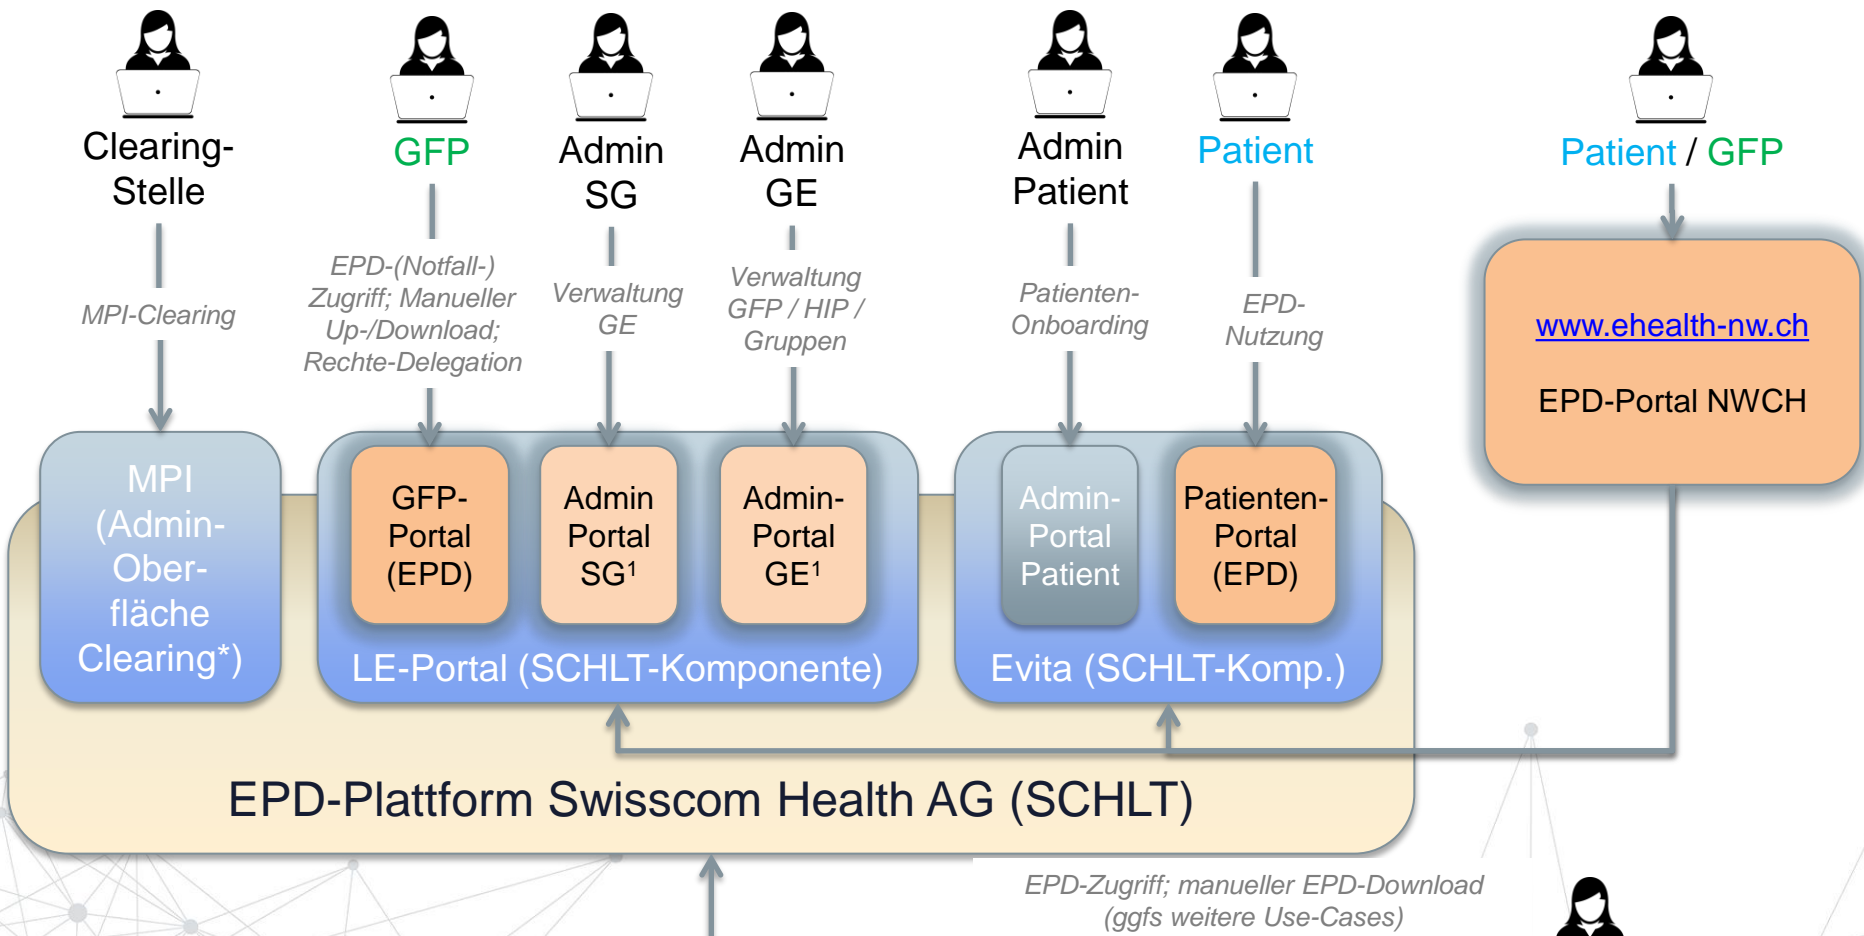 Clearing-
Stelle
GFP
Admin
SG
Admin
GE
Admin
Patient
Patient
Patient / GFP
MPI-Clearing
EPD-(Notfall-)
Zugriff; Manueller
Up-/Download;
Rechte-Delegation
Verwaltung
GE
Verwaltung
GFP / HIP /
Gruppen
Patienten-
Onboarding
EPD-
Nutzung
www.ehealth-nw.ch
EPD-Portal NWCH
MPI
(Admin-
Ober-
fläche
Clearing*)
GFP-
Portal
(EPD)
Admin
Portal
SG¹
Admin-
Portal
GE¹
LE-Portal (SCHLT-Komponente)
Admin-
Portal
Patient
Patienten-
Portal
(EPD)
Evita (SCHLT-Komp.)
EPD-Plattform Swisscom Health AG (SCHLT)
EPD-Zugriff; manueller EPD-Download
(ggfs weitere Use-Cases)